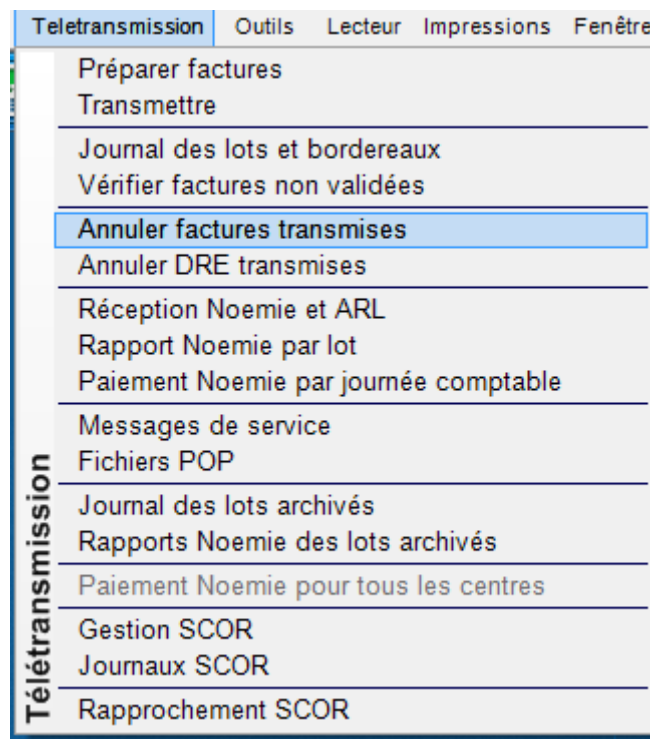 Teletransmission Outils Lecteur Impressions Fenêtre
Préparer factures
Transmettre
Journal des lots et bordereaux
Vérifier factures non validées
Annuler factures transmises
Annuler DRE transmises
Réception Noemie et ARL
Rapport Noemie par lot
Paiement Noemie par journée comptable
Messages de service
Fichiers POP
Journal des lots archivés
Rapports Noemie des lots archivés
Paiement Noemie pour tous les centres
Gestion SCOR
Journaux SCOR
Rapprochement SCOR
Télétransmission